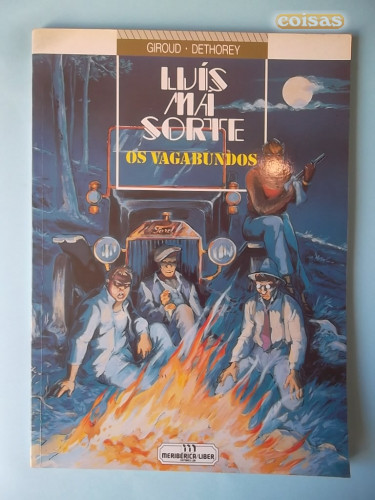 coisas
GIROUD · DETHOREY
LUÍS
MÁ
SORTE
OS VAGABUNDOS
MERIBÉRICA/LIBER